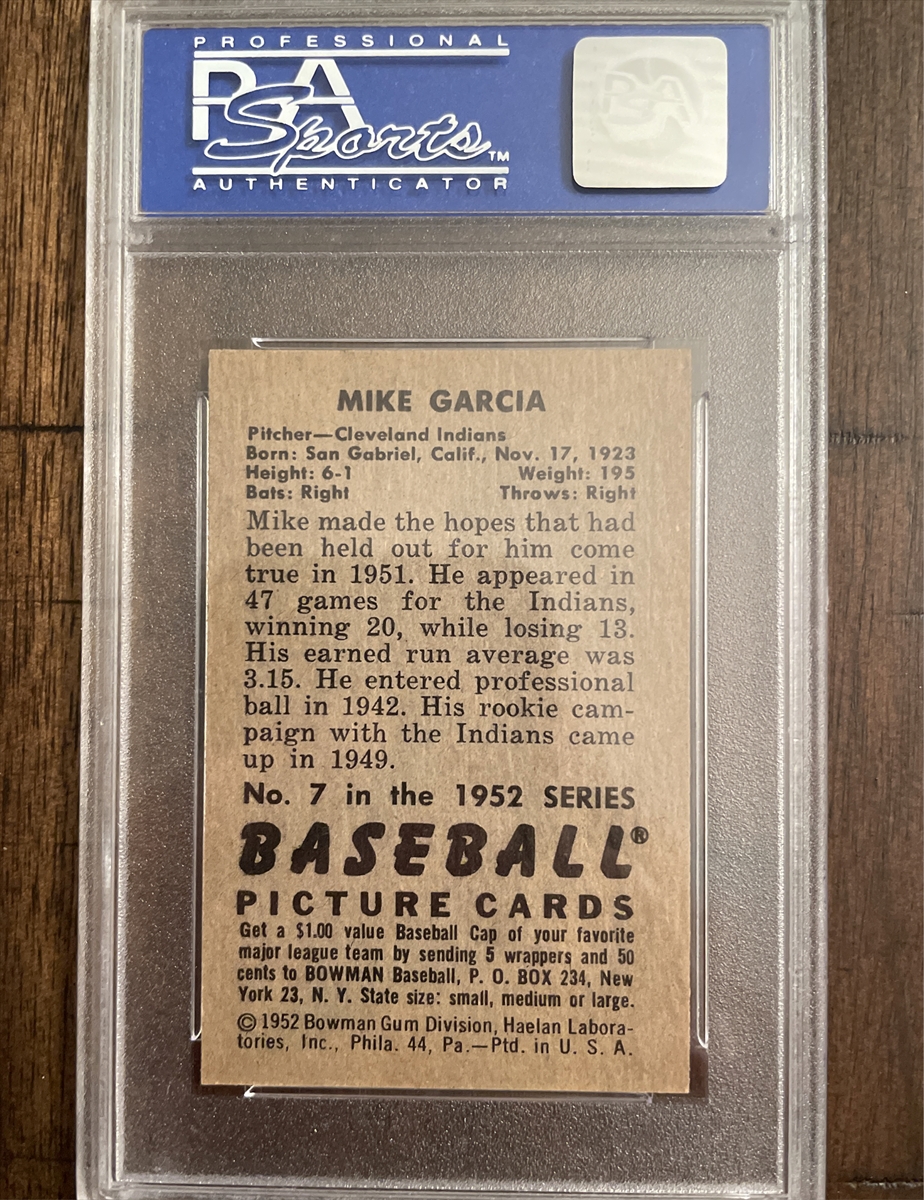 PROFESSIONAL
PSA
Sports™
AUTHENTICATOR
PSA
MIKE GARCIA
Pitcher—Cleveland Indians
Born: San Gabriel, Calif., Nov. 17, 1923
Height: 6-1 Weight: 195
Bats: Right Throws: Right
Mike made the hopes that had
been held out for him come
true in 1951. He appeared in
47 games for the Indians,
winning 20, while losing 13.
His earned run average was
3.15. He entered professional
ball in 1942. His rookie cam-
paign with the Indians came
up in 1949.
No. 7 in the 1952 SERIES
BASEBALL®
PICTURE CARDS
Get a $1.00 value Baseball Cap of your favorite
major league team by sending 5 wrappers and 50
cents to BOWMAN Baseball, P. O. BOX 234, New
York 23, N. Y. State size: small, medium or large.
© 1952 Bowman Gum Division, Haelan Labora-
tories, Inc., Phila. 44, Pa.—Ptd. in U. S. A.